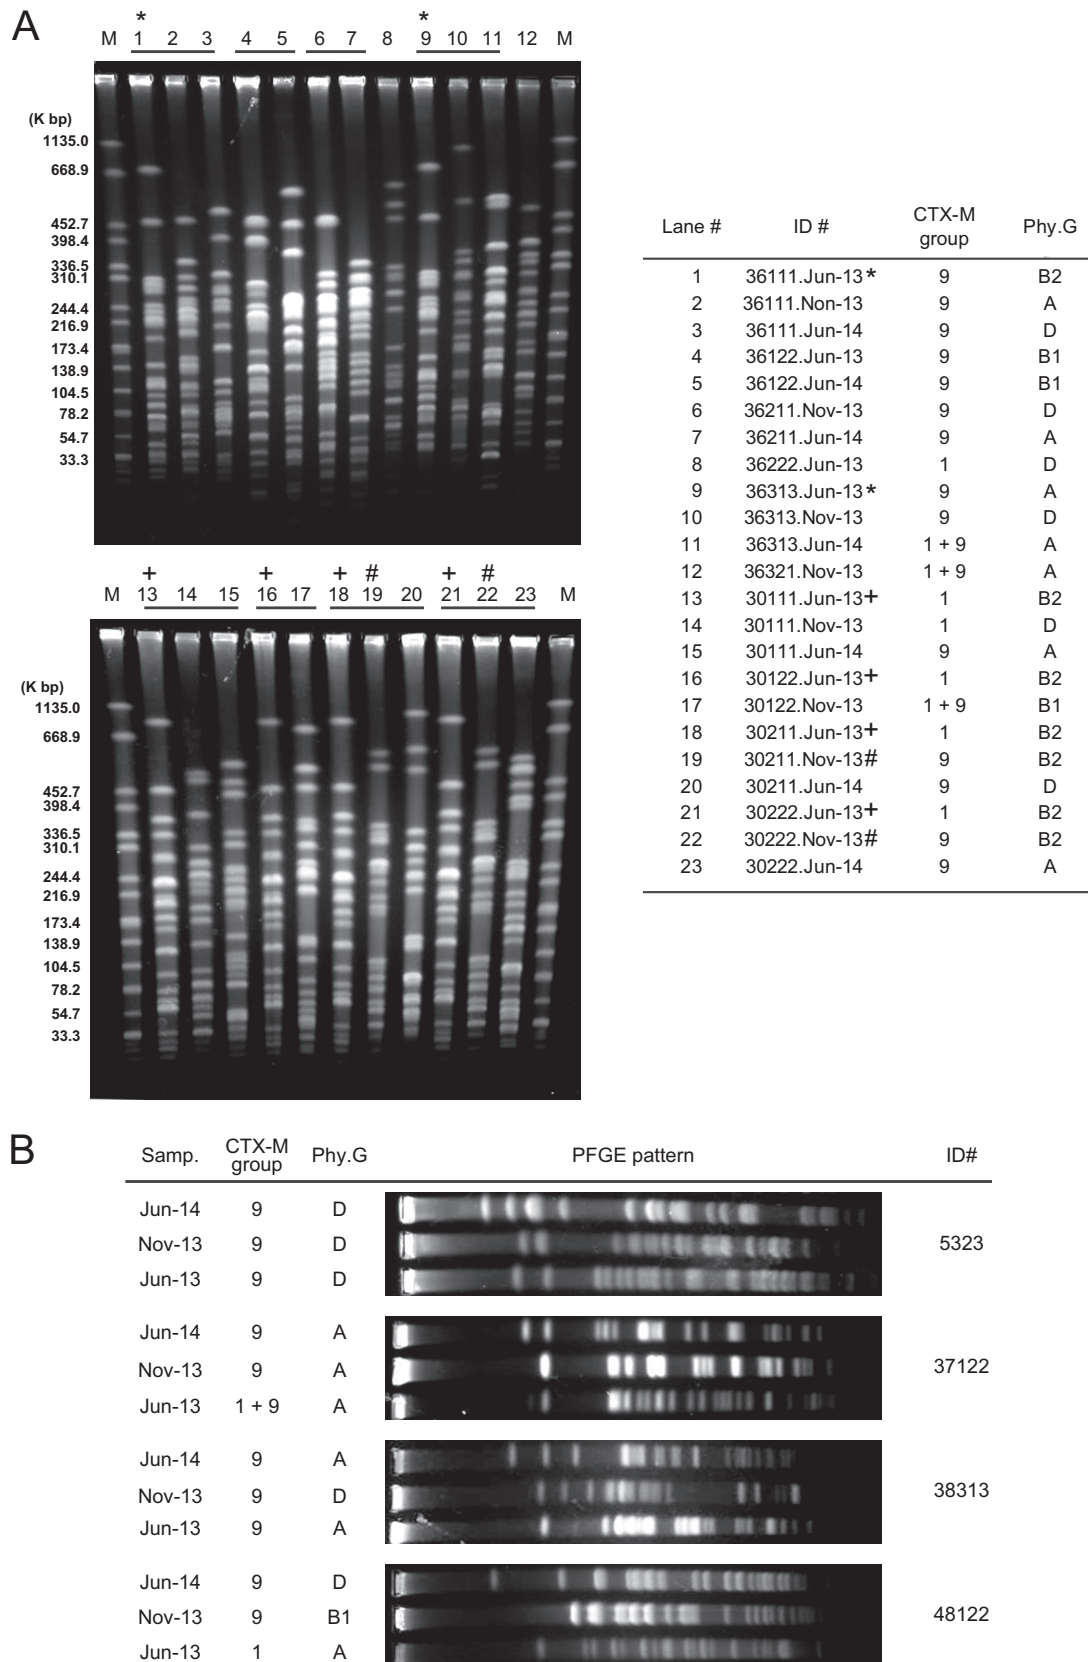 A
* *
M 1 2 3 4 5 6 7 8 9 10 11 12 M
(K bp)
1135.0
668.9
452.7
398.4
336.5
310.1
244.4
216.9
173.4
138.9
104.5
78.2
54.7
33.3
+ + + # + #
M 13 14 15 16 17 18 19 20 21 22 23 M
(K bp)
1135.0
668.9
452.7
398.4
336.5
310.1
244.4
216.9
173.4
138.9
104.5
78.2
54.7
33.3
Lane # ID # CTX-M group Phy.G
1 36111.Jun-13* 9 B2
2 36111.Non-13 9 A
3 36111.Jun-14 9 D
4 36122.Jun-13 9 B1
5 36122.Jun-14 9 B1
6 36211.Nov-13 9 D
7 36211.Jun-14 9 A
8 36222.Jun-13 1 D
9 36313.Jun-13* 9 A
10 36313.Nov-13 9 D
11 36313.Jun-14 1 + 9 A
12 36321.Nov-13 1 + 9 A
13 30111.Jun-13+ 1 B2
14 30111.Nov-13 1 D
15 30111.Jun-14 9 A
16 30122.Jun-13+ 1 B2
17 30122.Nov-13 1 + 9 B1
18 30211.Jun-13+ 1 B2
19 30211.Nov-13# 9 B2
20 30211.Jun-14 9 D
21 30222.Jun-13+ 1 B2
22 30222.Nov-13# 9 B2
23 30222.Jun-14 9 A
B
Samp. CTX-M group Phy.G PFGE pattern ID#
Jun-14 9 D
Nov-13 9 D 5323
Jun-13 9 D
Jun-14 9 A
Nov-13 9 A 37122
Jun-13 1 + 9 A
Jun-14 9 A
Nov-13 9 D 38313
Jun-13 9 A
Jun-14 9 D
Nov-13 9 B1 48122
Jun-13 1 A